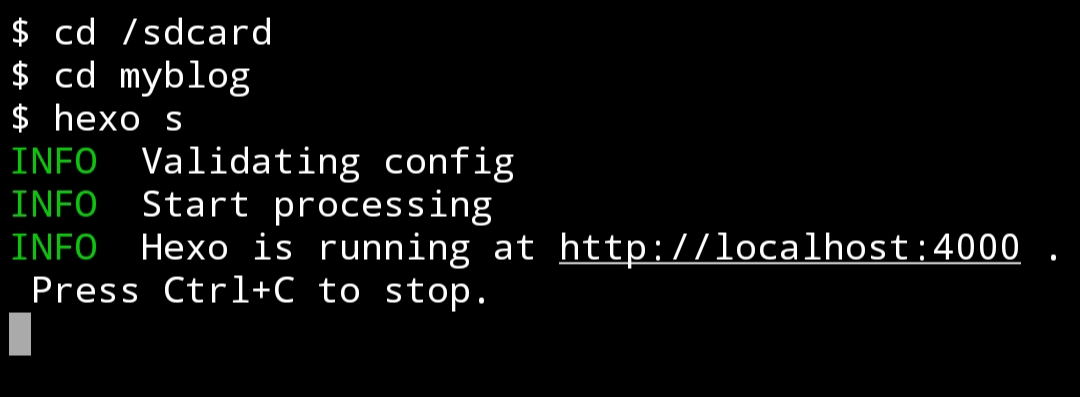 $ cd /sdcard
$ cd myblog
$ hexo s
INFO  Validating config
INFO  Start processing
INFO  Hexo is running at http://localhost:4000 .
 Press Ctrl+C to stop.